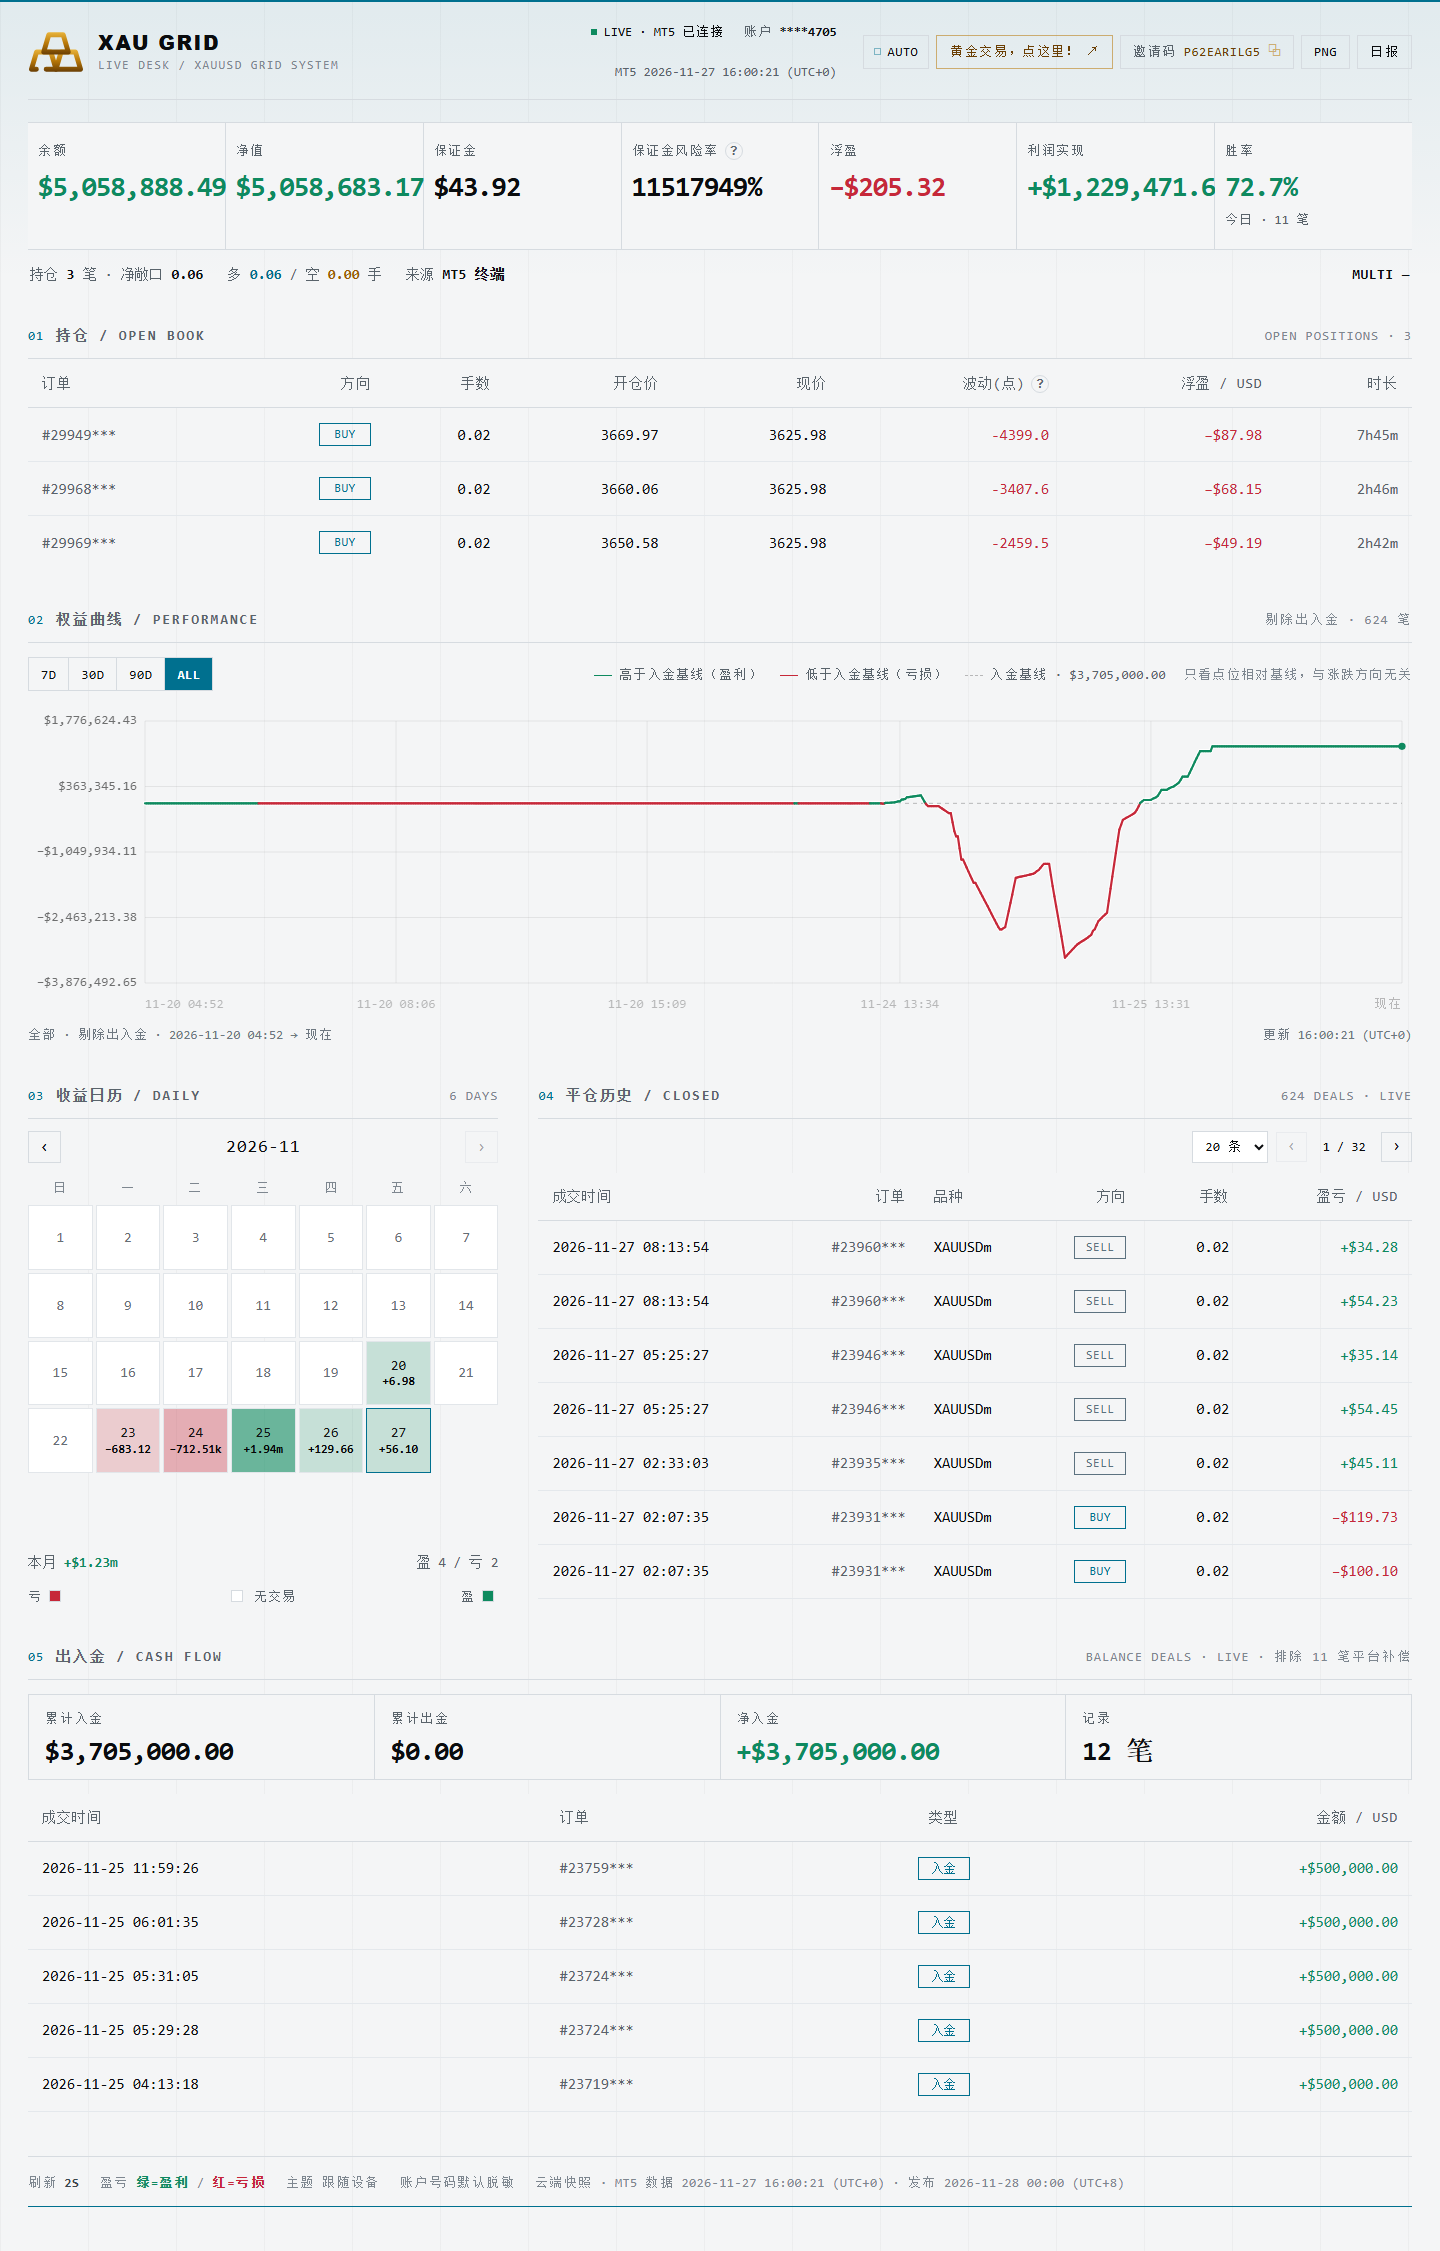 XAU GRID
LIVE DESK / XAUUSD GRID SYSTEM
LIVE · MT5 已连接 账户 ****4705
MT5 2026-11-27 16:00:21 (UTC+0)
AUTO
黄金交易，点这里！ ↗
邀请码 P62EARILG5
PNG
日报
余额
$5,058,888.49
净值
$5,058,683.17
保证金
$43.92
保证金风险率 ?
11517949%
浮盈
−$205.32
利润实现
+$1,229,471.6
胜率
72.7%
今日 · 11 笔
持仓 3 笔 · 净敞口 0.06 多 0.06 / 空 0.00 手 来源 MT5 终端
MULTI —
01 持仓 / OPEN BOOK
OPEN POSITIONS · 3
订单 方向 手数 开仓价 现价 波动(点) ? 浮盈 / USD 时长
#29949*** BUY 0.02 3669.97 3625.98 -4399.0 −$87.98 7h45m
#29968*** BUY 0.02 3660.06 3625.98 -3407.6 −$68.15 2h46m
#29969*** BUY 0.02 3650.58 3625.98 -2459.5 −$49.19 2h42m
02 权益曲线 / PERFORMANCE
剔除出入金 · 624 笔
7D 30D 90D ALL
高于入金基线（盈利） 低于入金基线（亏损） 入金基线 · $3,705,000.00 只看点位相对基线，与涨跌方向无关
$1,776,624.43
$363,345.16
−$1,049,934.11
−$2,463,213.38
−$3,876,492.65
11-20 04:52 11-20 08:06 11-20 15:09 11-24 13:34 11-25 13:31 现在
全部 · 剔除出入金 · 2026-11-20 04:52 → 现在
更新 16:00:21 (UTC+0)
03 收益日历 / DAILY
6 DAYS
‹ 2026-11 ›
日 一 二 三 四 五 六
1 2 3 4 5 6 7
8 9 10 11 12 13 14
15 16 17 18 19 20 21
+6.98
22 23 24 25 26 27
−683.12 −712.51k +1.94m +129.66 +56.10
本月 +$1.23m
盈 4 / 亏 2
亏 无交易 盈
04 平仓历史 / CLOSED
624 DEALS · LIVE
20 条 ‹ 1 / 32 ›
成交时间 订单 品种 方向 手数 盈亏 / USD
2026-11-27 08:13:54 #23960*** XAUUSDm SELL 0.02 +$34.28
2026-11-27 08:13:54 #23960*** XAUUSDm SELL 0.02 +$54.23
2026-11-27 05:25:27 #23946*** XAUUSDm SELL 0.02 +$35.14
2026-11-27 05:25:27 #23946*** XAUUSDm SELL 0.02 +$54.45
2026-11-27 02:33:03 #23935*** XAUUSDm SELL 0.02 +$45.11
2026-11-27 02:07:35 #23931*** XAUUSDm BUY 0.02 −$119.73
2026-11-27 02:07:35 #23931*** XAUUSDm BUY 0.02 −$100.10
05 出入金 / CASH FLOW
BALANCE DEALS · LIVE · 排除 11 笔平台补偿
累计入金
$3,705,000.00
累计出金
$0.00
净入金
+$3,705,000.00
记录
12 笔
成交时间 订单 类型 金额 / USD
2026-11-25 11:59:26 #23759*** 入金 +$500,000.00
2026-11-25 06:01:35 #23728*** 入金 +$500,000.00
2026-11-25 05:31:05 #23724*** 入金 +$500,000.00
2026-11-25 05:29:28 #23724*** 入金 +$500,000.00
2026-11-25 04:13:18 #23719*** 入金 +$500,000.00
刷新 2S 盈亏 绿=盈利 / 红=亏损 主题 跟随设备 账户号码默认脱敏 云端快照 · MT5 数据 2026-11-27 16:00:21 (UTC+0) · 发布 2026-11-28 00:00 (UTC+8)